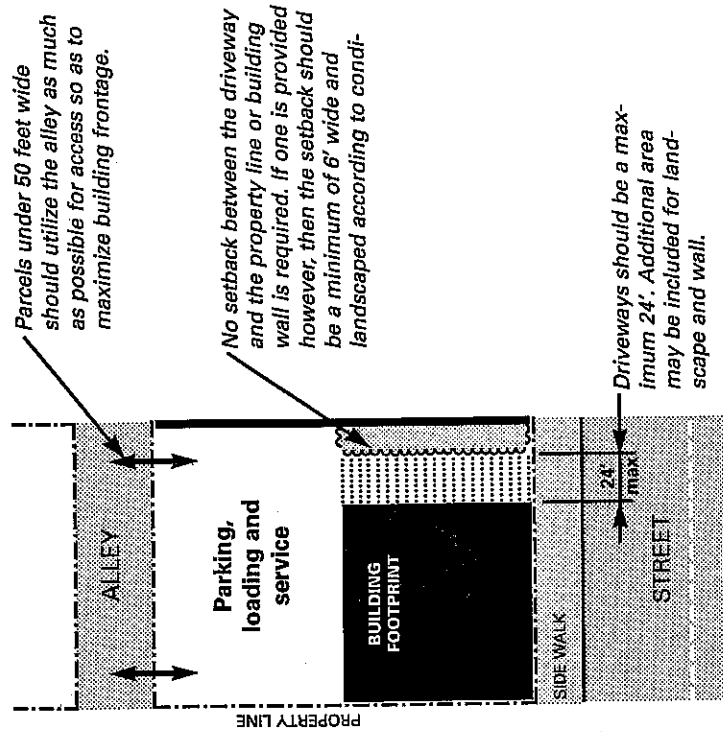 Parcels under 50 feet wide
should utilize the alley as much
as possible for access so as to
maximize building frontage.
No setback between the driveway
and the property line or building
wall is required. If one is provided
however, then the setback should
be a minimum of 6' wide and
landscaped according to condi-
Driveways should be a max-
imum 24'. Additional area
may be included for land-
scape and wall.
ALLEY
Parking,
loading and
service
BUILDING
FOOTPRINT
PROPERTY LINE
SIDE WALK
24'
max
STREET